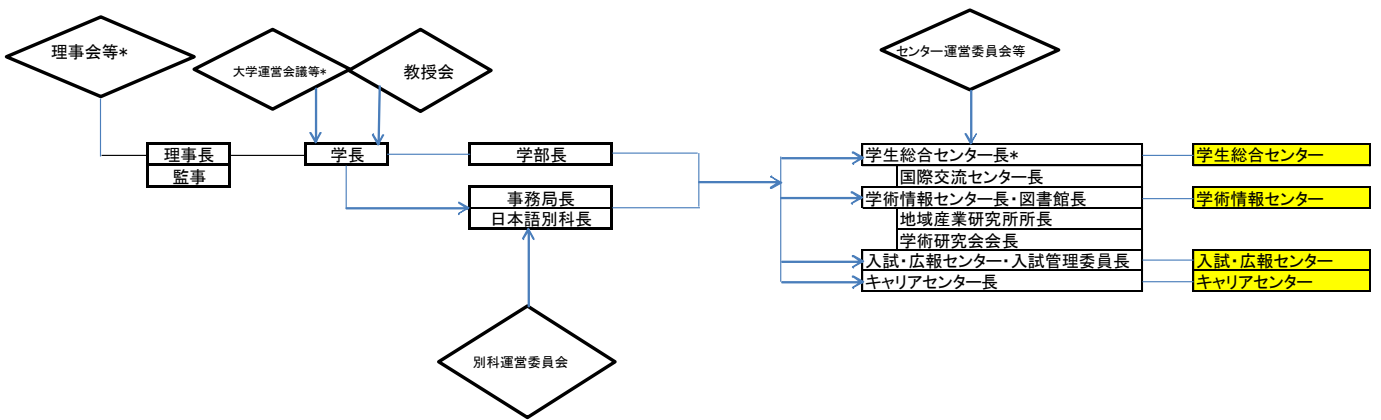 理事会等*
大学運営会議等*
教授会
センター運営委員会等
理事長
監事
学長
学部長
事務局長
日本語別科長
学生総合センター長*
国際交流センター長
学術情報センター長・図書館長
地域産業研究所所長
学術研究会会長
入試・広報センター・入試管理委員長
キャリアセンター長
学生総合センター
学術情報センター
入試・広報センター
キャリアセンター
別科運営委員会